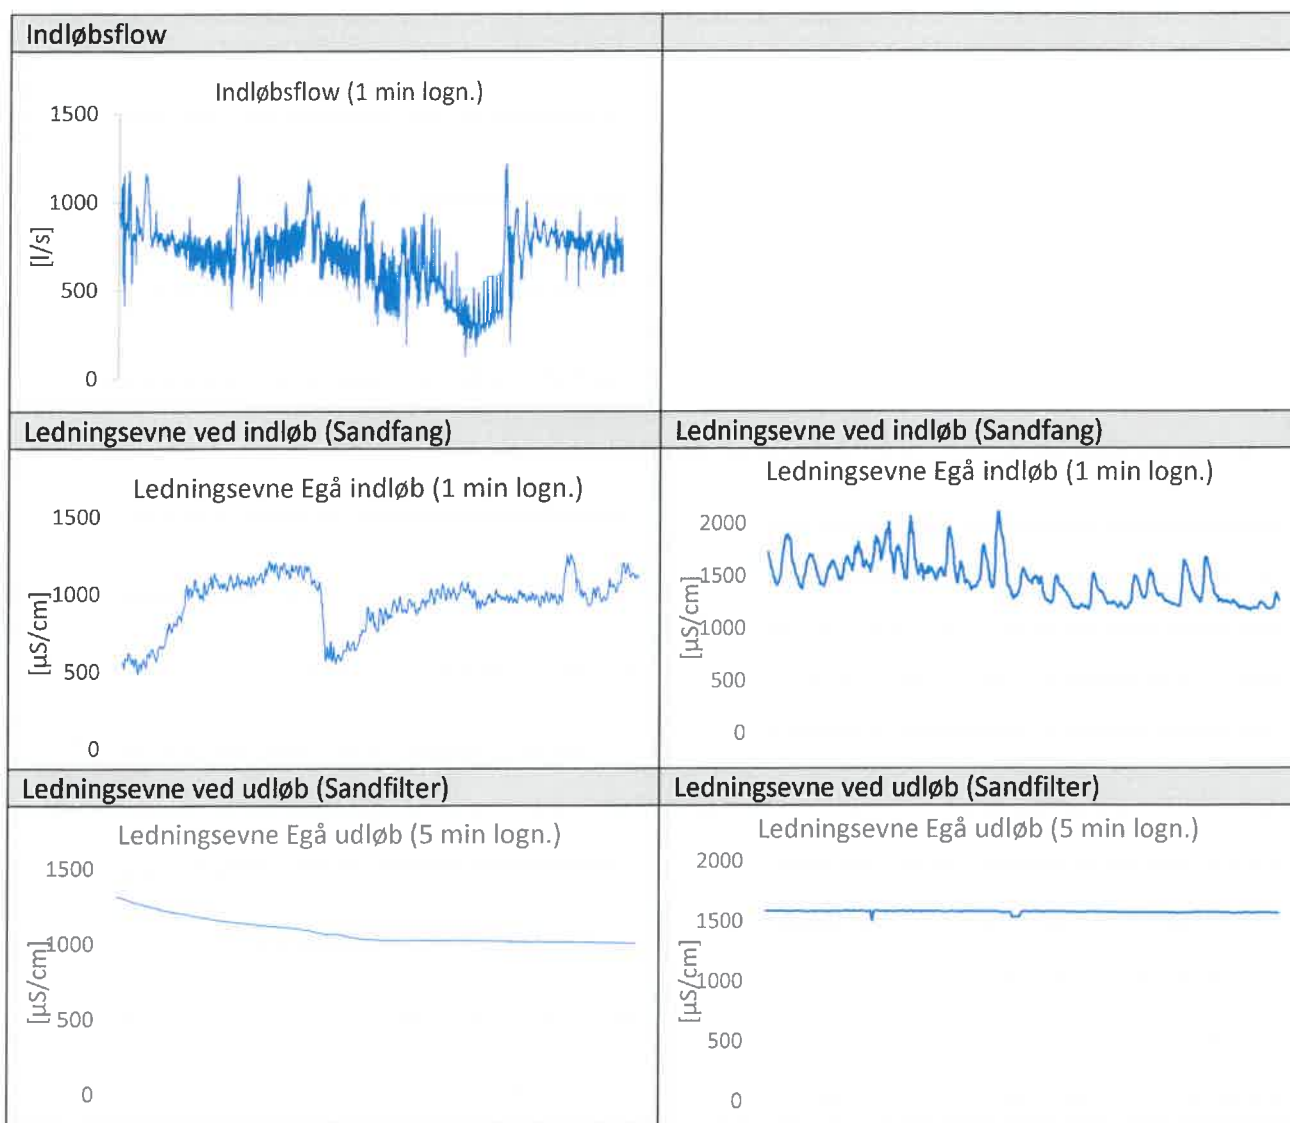 Indløbsflow
Indløbsflow (1 min logn.)
1500
1000
500
0
[l/s]
Ledningsevne ved indløb (Sandfang)
Ledningsevne ved indløb (Sandfang)
Ledningsevne Egå indløb (1 min logn.)
1500
1000
500
0
[µS/cm]
Ledningsevne Egå indløb (1 min logn.)
2000
1500
1000
500
0
[µS/cm]
Ledningsevne ved udløb (Sandfilter)
Ledningsevne ved udløb (Sandfilter)
Ledningsevne Egå udløb (5 min logn.)
1500
1000
500
0
[µS/cm]
Ledningsevne Egå udløb (5 min logn.)
2000
1500
1000
500
0
[µS/cm]